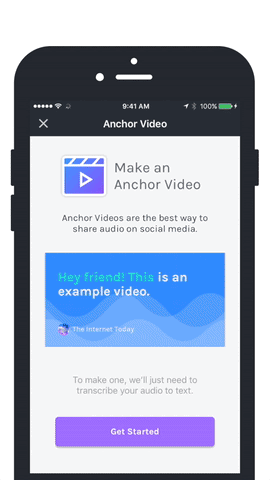 9:41 AM
100%
Anchor Video
Make an
Anchor Video
Anchor Videos are the best way to
share audio on social media.
Hey friend! This is an
example video.
The Internet Today
To make one, we'll just need to
transcribe your audio to text.
Get Started